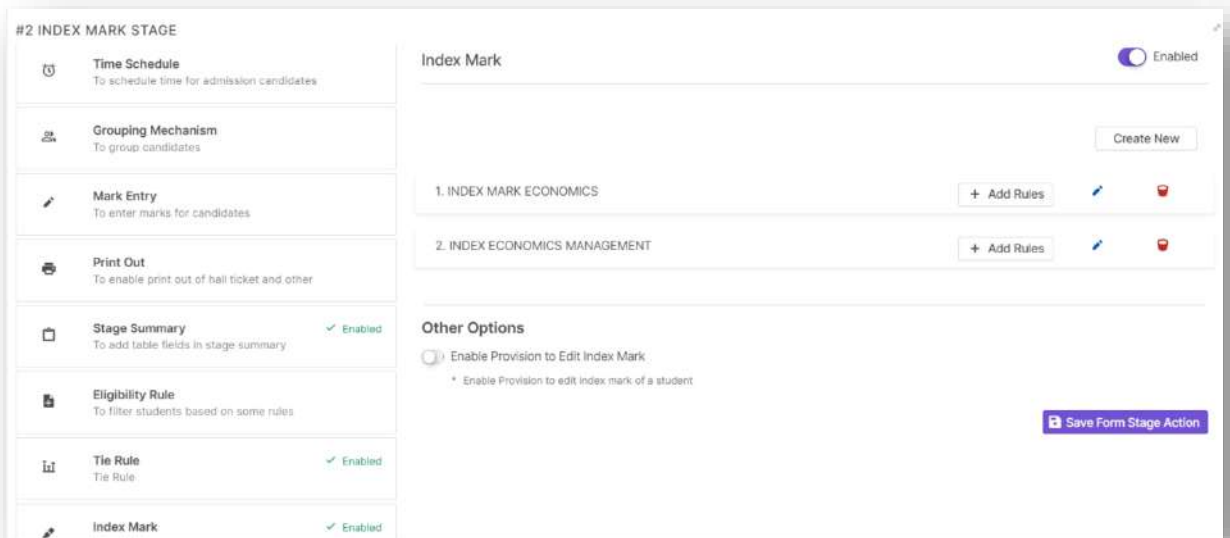 #2 INDEX MARK STAGE
Time Schedule
To schedule time for admission candidates
Grouping Mechanism
To group candidates
Mark Entry
To enter marks for candidates
Print Out
To enable print out of hall ticket and other
Stage Summary
Enabled
To add table fields in stage summary
Eligibility Rule
To filter students based on some rules
Tie Rule
Enabled
Tie Rule
Index Mark
Enabled
Index Mark
Enabled
Create New
1. INDEX MARK ECONOMICS
+ Add Rules
2. INDEX ECONOMICS MANAGEMENT
+ Add Rules
Other Options
Enable Provision to Edit Index Mark
* Enable Provision to edit index mark of a student
Save Form Stage Action